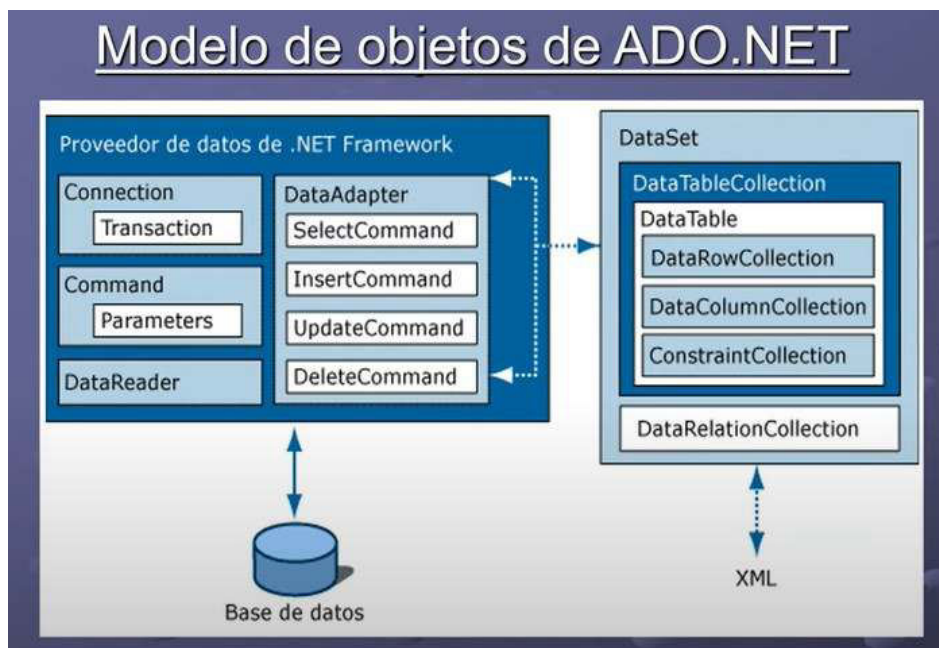 Modelo de objetos de ADO.NET
Proveedor de datos de .NET Framework
Connection
Transaction
Command
Parameters
DataReader
DataAdapter
SelectCommand
InsertCommand
UpdateCommand
DeleteCommand
Base de datos
DataSet
DataTableCollection
DataTable
DataRowCollection
DataColumnCollection
ConstraintCollection
DataRelationCollection
XML